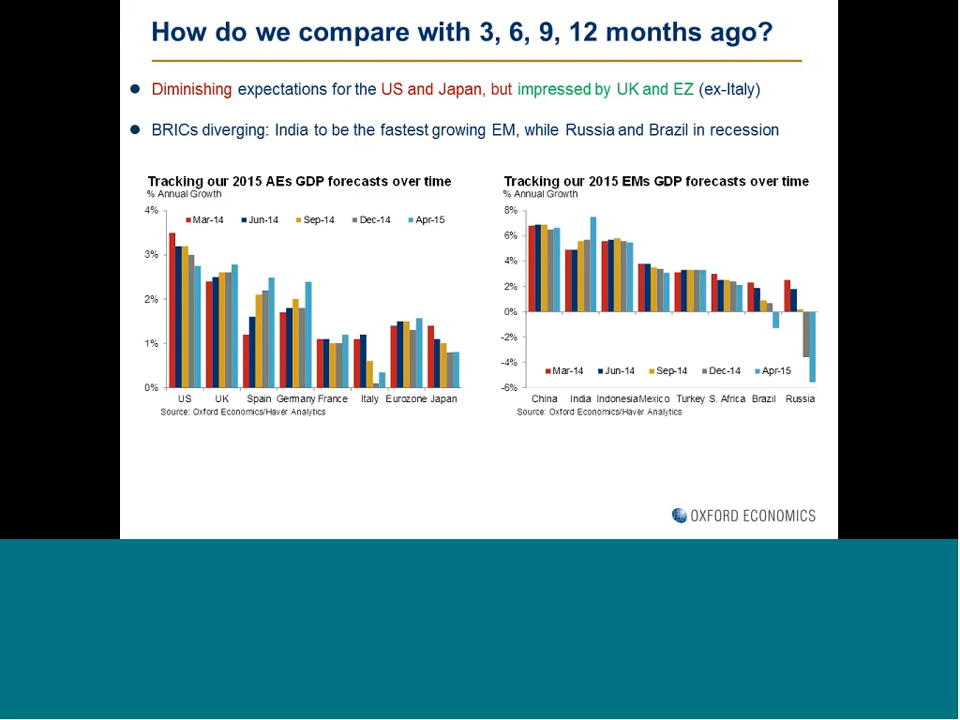 How do we compare with 3, 6, 9, 12 months ago?
Diminishing expectations for the US and Japan, but impressed by UK and EZ (ex-Italy)
BRICs diverging: India to be the fastest growing EM, while Russia and Brazil in recession
Tracking our 2015 AEs GDP forecasts over time
% Annual Growth
4%
Mar-14 Jun-14 Sep-14 Dec-14 Apr-15
3%
2%
1%
0%
US UK Spain Germany France Italy Eurozone Japan
Source: Oxford Economics/Haver Analytics
Tracking our 2015 EMs GDP forecasts over time
% Annual Growth
8%
6%
4%
2%
0%
-2%
-4%
Mar-14 Jun-14 Sep-14 Dec-14 Apr-15
-6%
China India Indonesia Mexico Turkey S. Africa Brazil Russia
Source: Oxford Economics/Haver Analytics
OXFORD ECONOMICS